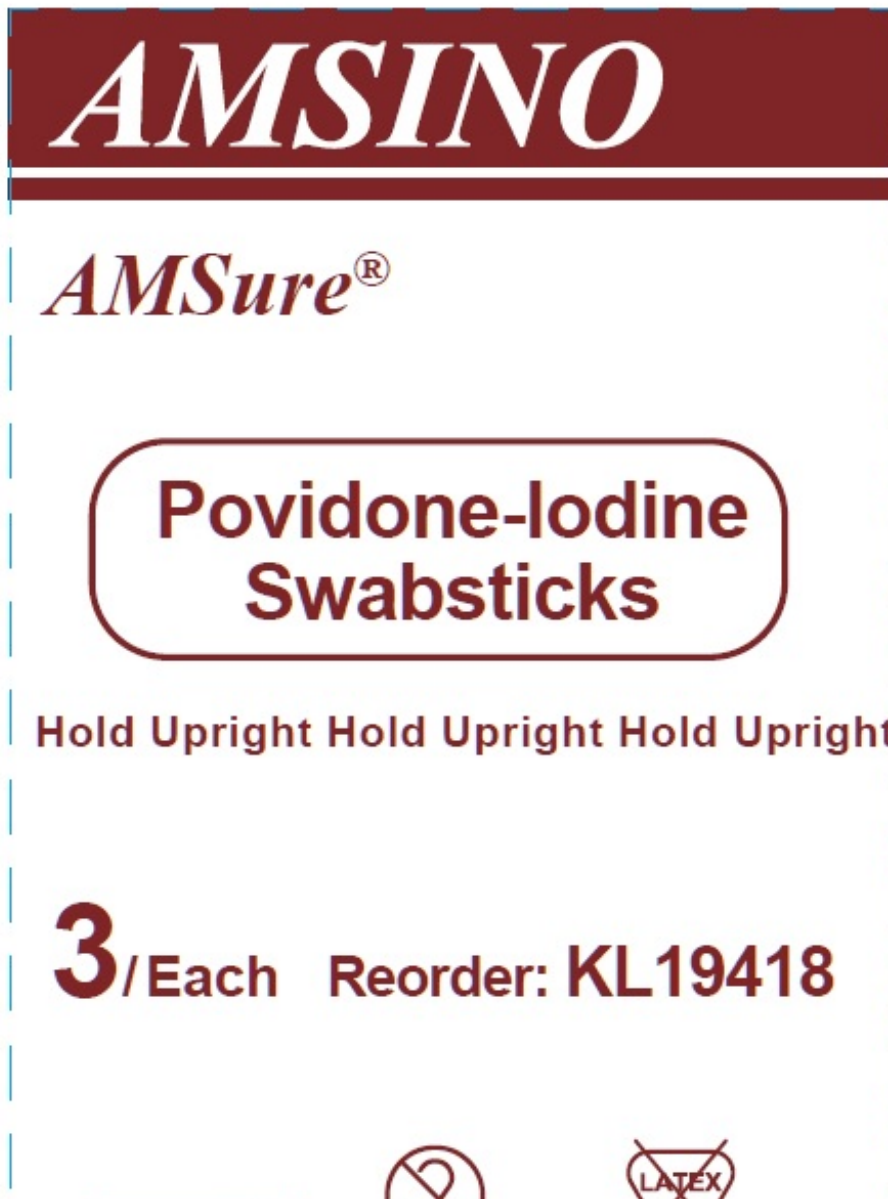 AMSINO
AMSure®
Povidone-Iodine
Swabsticks
Hold Upright Hold Upright Hold Upright
3/Each Reorder: KL19418
LATEX